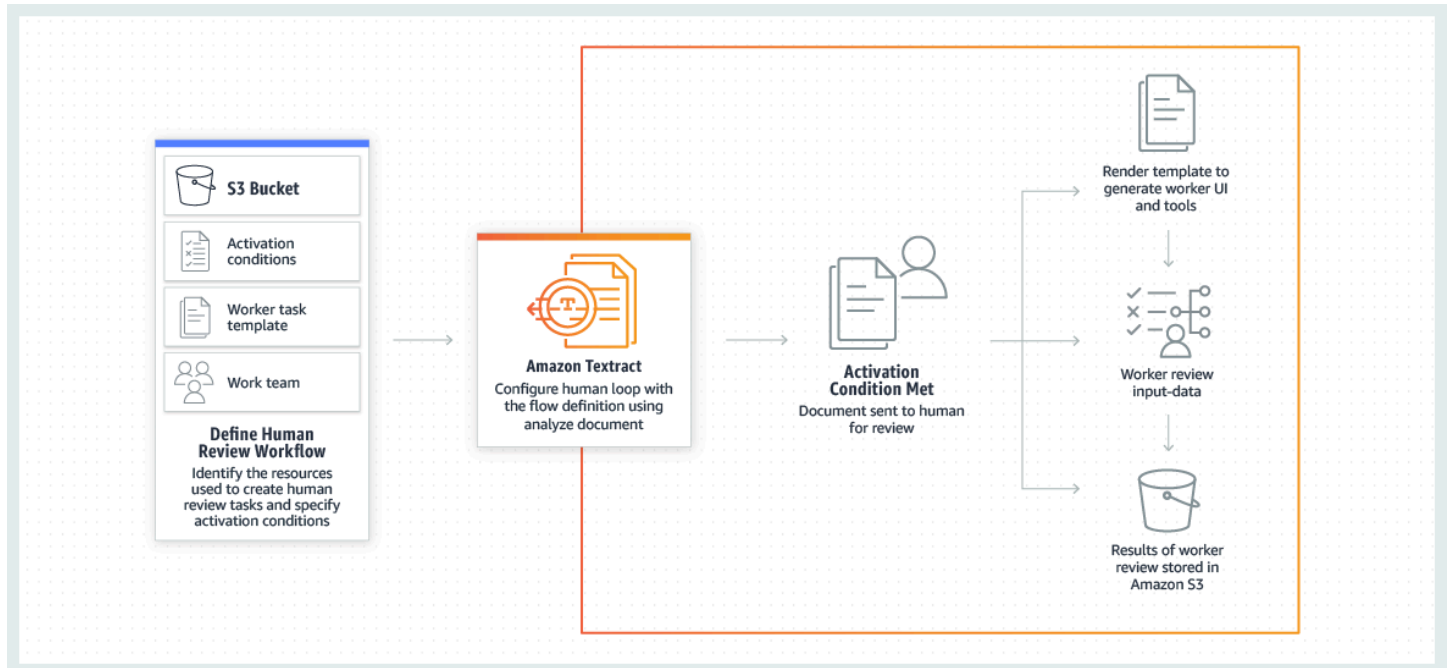 S3 Bucket
Activation
conditions
Worker task
template
Work team
Define Human
Review Workflow
Identify the resources
used to create human
review tasks and specify
activation conditions
T
Amazon Textract
Configure human loop with
the flow definition using
analyze document
Activation
Condition Met
Document sent to human
for review
Render template to
generate worker UI
and tools
Worker review
input-data
Results of worker
review stored in
Amazon S3